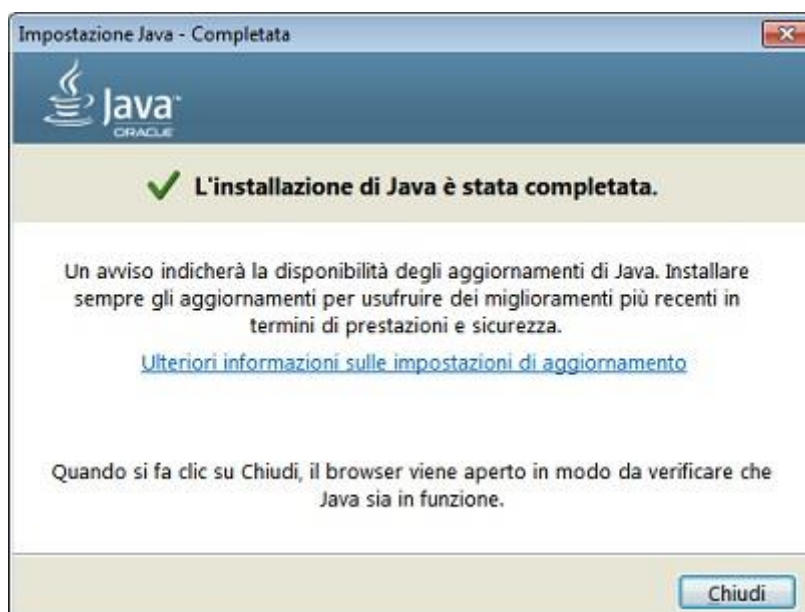 Impostazione Java - Completata
Java™
ORACLE
L'installazione di Java è stata completata.
Un avviso indicherà la disponibilità degli aggiornamenti di Java. Installare
sempre gli aggiornamenti per usufruire dei miglioramenti più recenti in
termini di prestazioni e sicurezza.
Ulteriori informazioni sulle impostazioni di aggiornamento
Quando si fa clic su Chiudi, il browser viene aperto in modo da verificare che
Java sia in funzione.
Chiudi